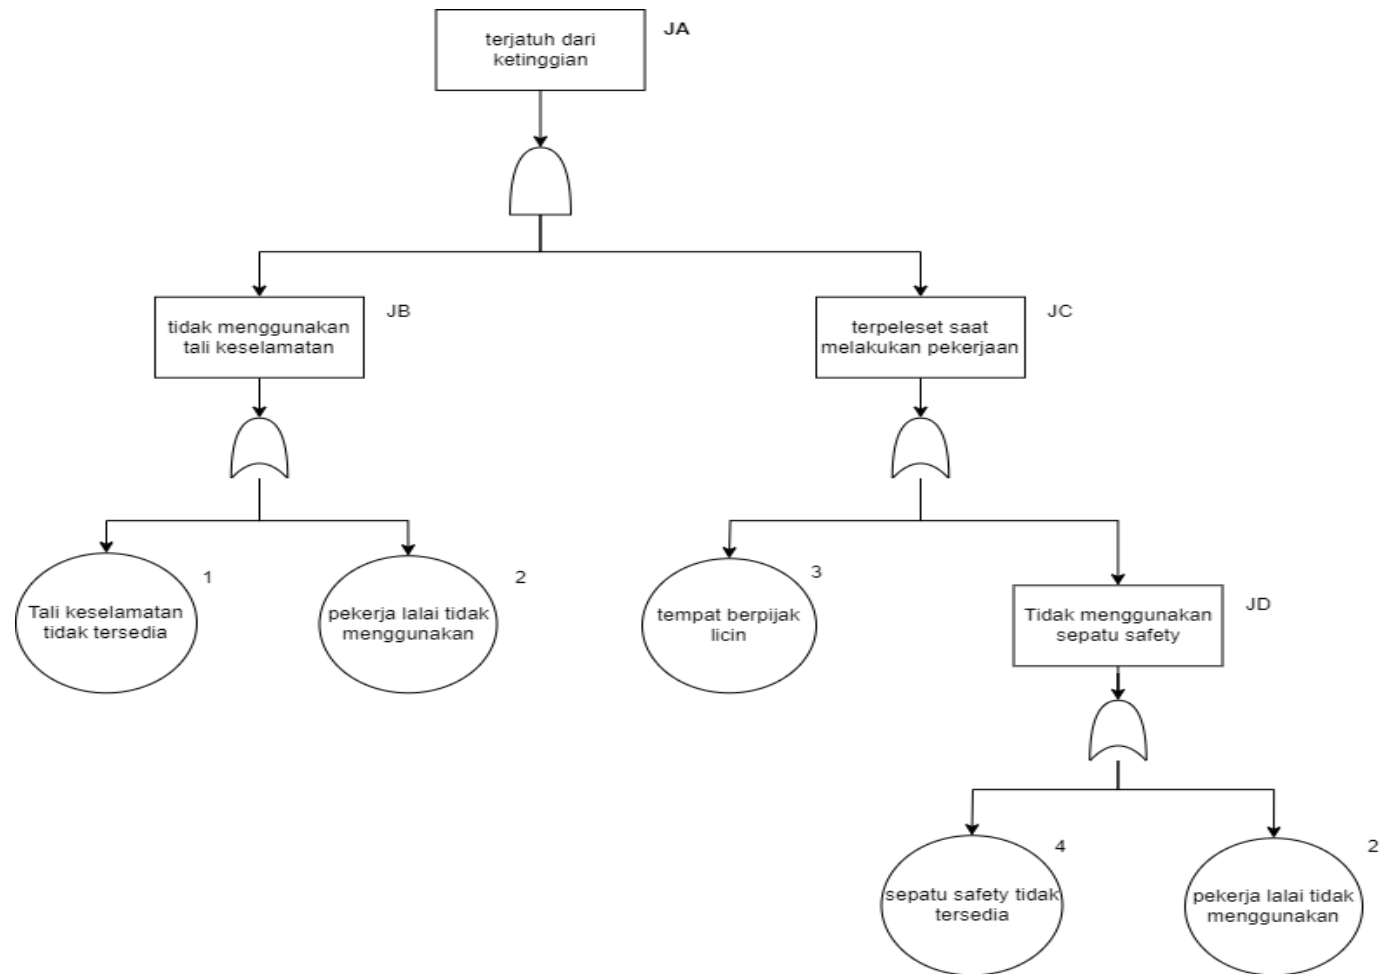 terjatuh dari
ketinggian
JA
tidak menggunakan
tali keselamatan
JB
terpeleset saat
melakukan pekerjaan
JC
Tali keselamatan
tidak tersedia
1
pekerja lalai tidak
menggunakan
2
tempat berpijak
licin
3
Tidak menggunakan
sepatu safety
JD
sepatu safety tidak
tersedia
4
pekerja lalai tidak
menggunakan
2